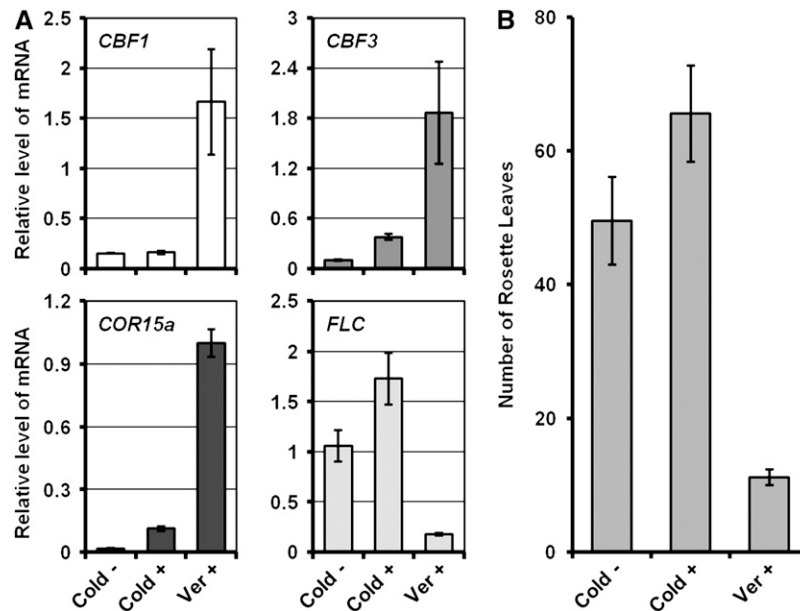 A
Relative level of mRNA
2.5
2
1.5
1
0.5
0
CBF1
3
2.4
1.8
1.2
0.6
0
CBF3
Relative level of mRNA
1.2
0.9
0.6
0.3
0
COR15a
Cold -
Cold +
Ver +
2.5
2
1.5
1
0.5
0
FLC
Cold -
Cold +
Ver +
B
Number of Rosette Leaves
80
60
40
20
0
Cold -
Cold +
Ver +